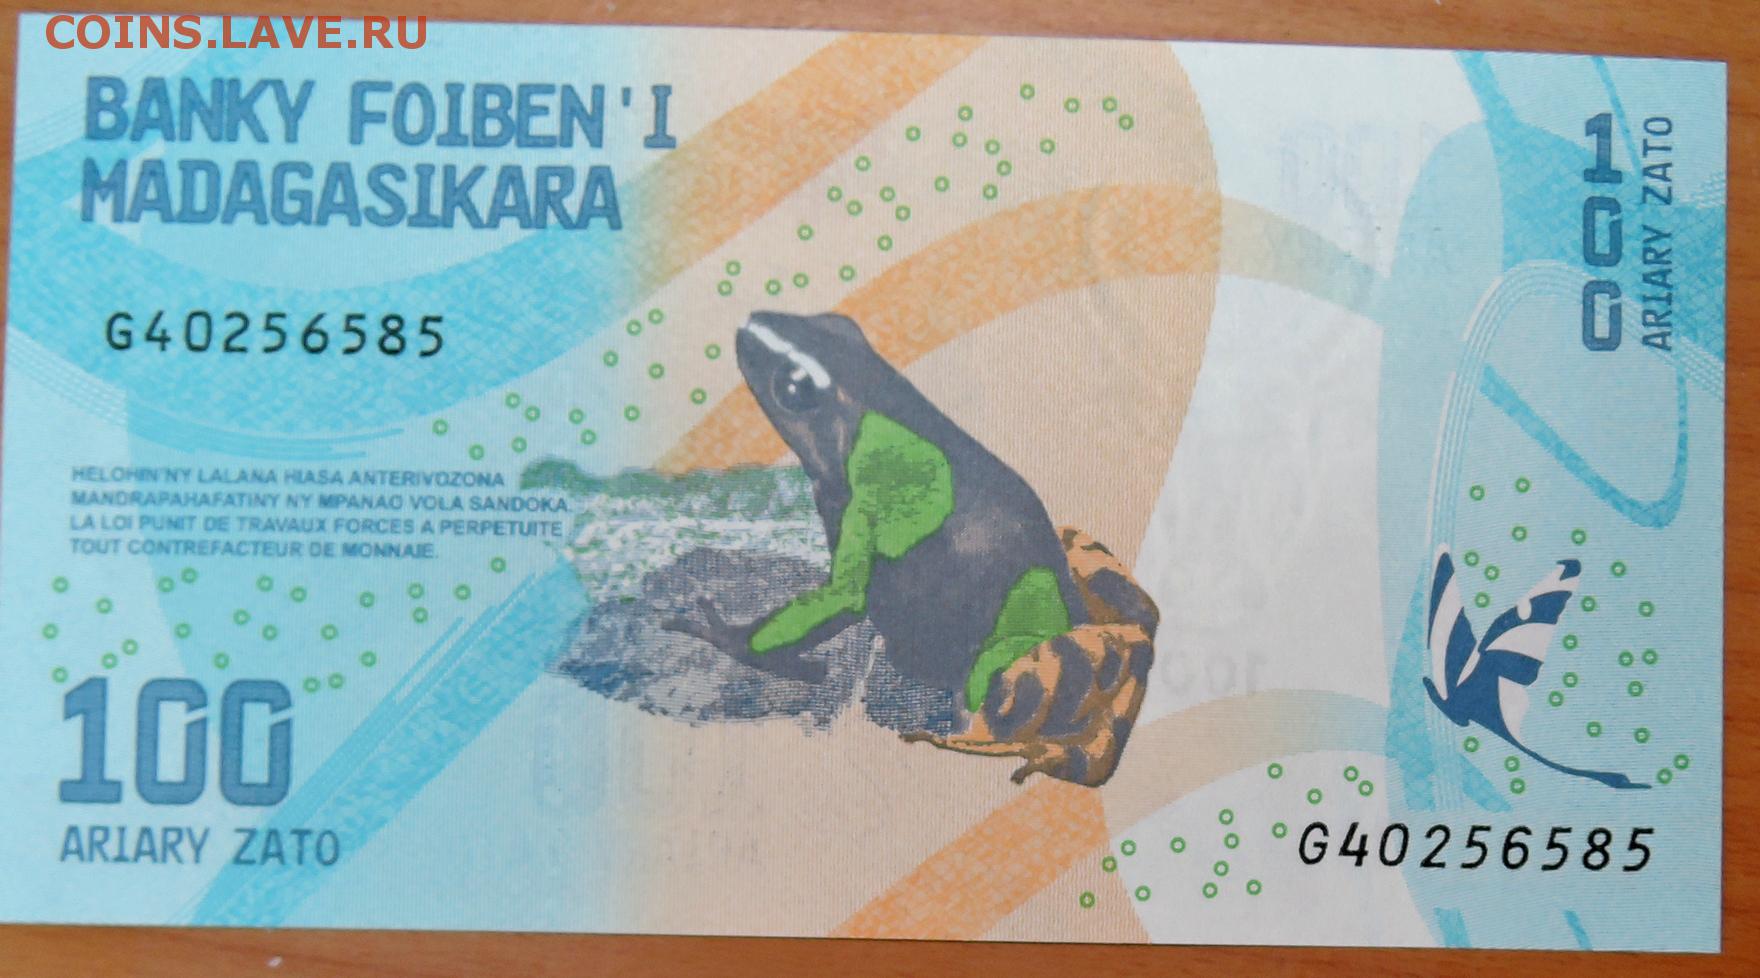 COINS.LAVE.RU
BANKY FOIBEN'I
MADAGASIKARA
G40256585
HELOHIN'NY LALANA HIASA ANTERIVOZONA
MANDRAPAHAFATINY NY MPANAO VOLA SANDOKA.
LA LOI PUNIT DE TRAVAUX FORCES A PERPETUITE
TOUT CONTREFACTEUR DE MONNAIE.
100
ARIARY ZATO
100
ARIARY ZATO
G40256585